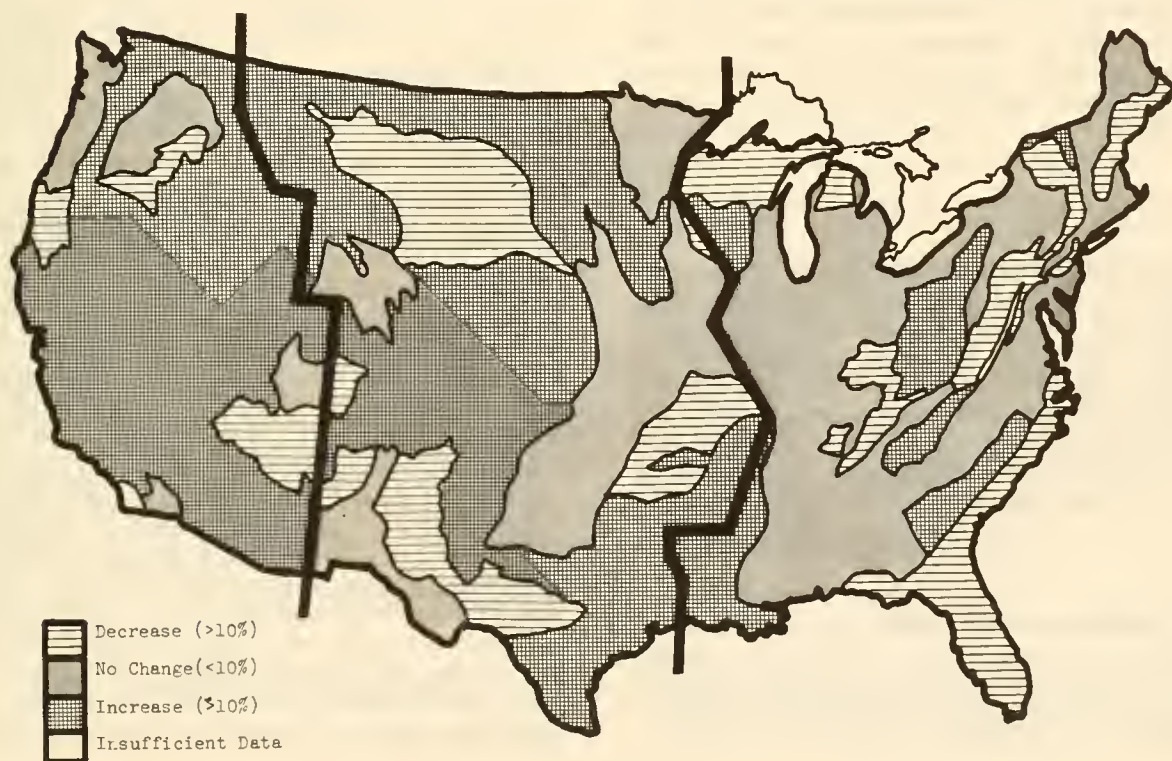 Decrease (>10%)
No Change(<10%)
Increase (>10%)
Insufficient Data